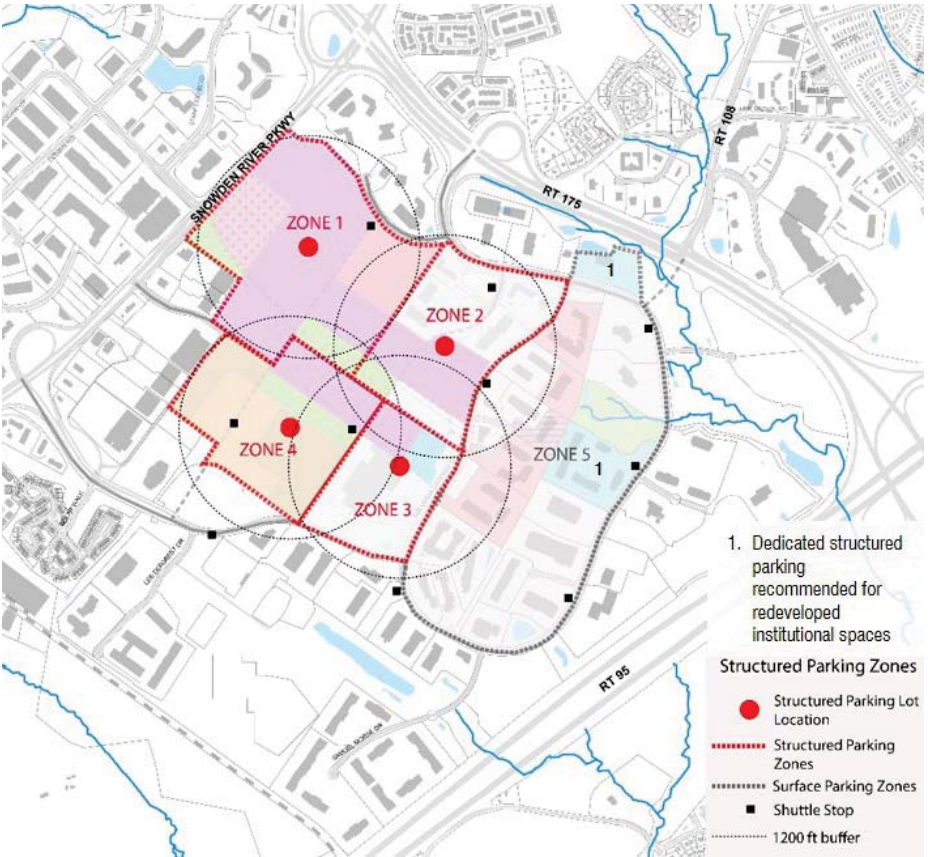 SNOWDEN RIVER PKWY
RT 108
RT 175
ZONE 1
1
ZONE 2
ZONE 5
1
ZONE 4
ZONE 3
RT 95
1. Dedicated structured
parking
recommended for
redeveloped
institutional spaces
Structured Parking Zones
Structured Parking Lot
Location
Structured Parking
Zones
Surface Parking Zones
Shuttle Stop
1200 ft buffer